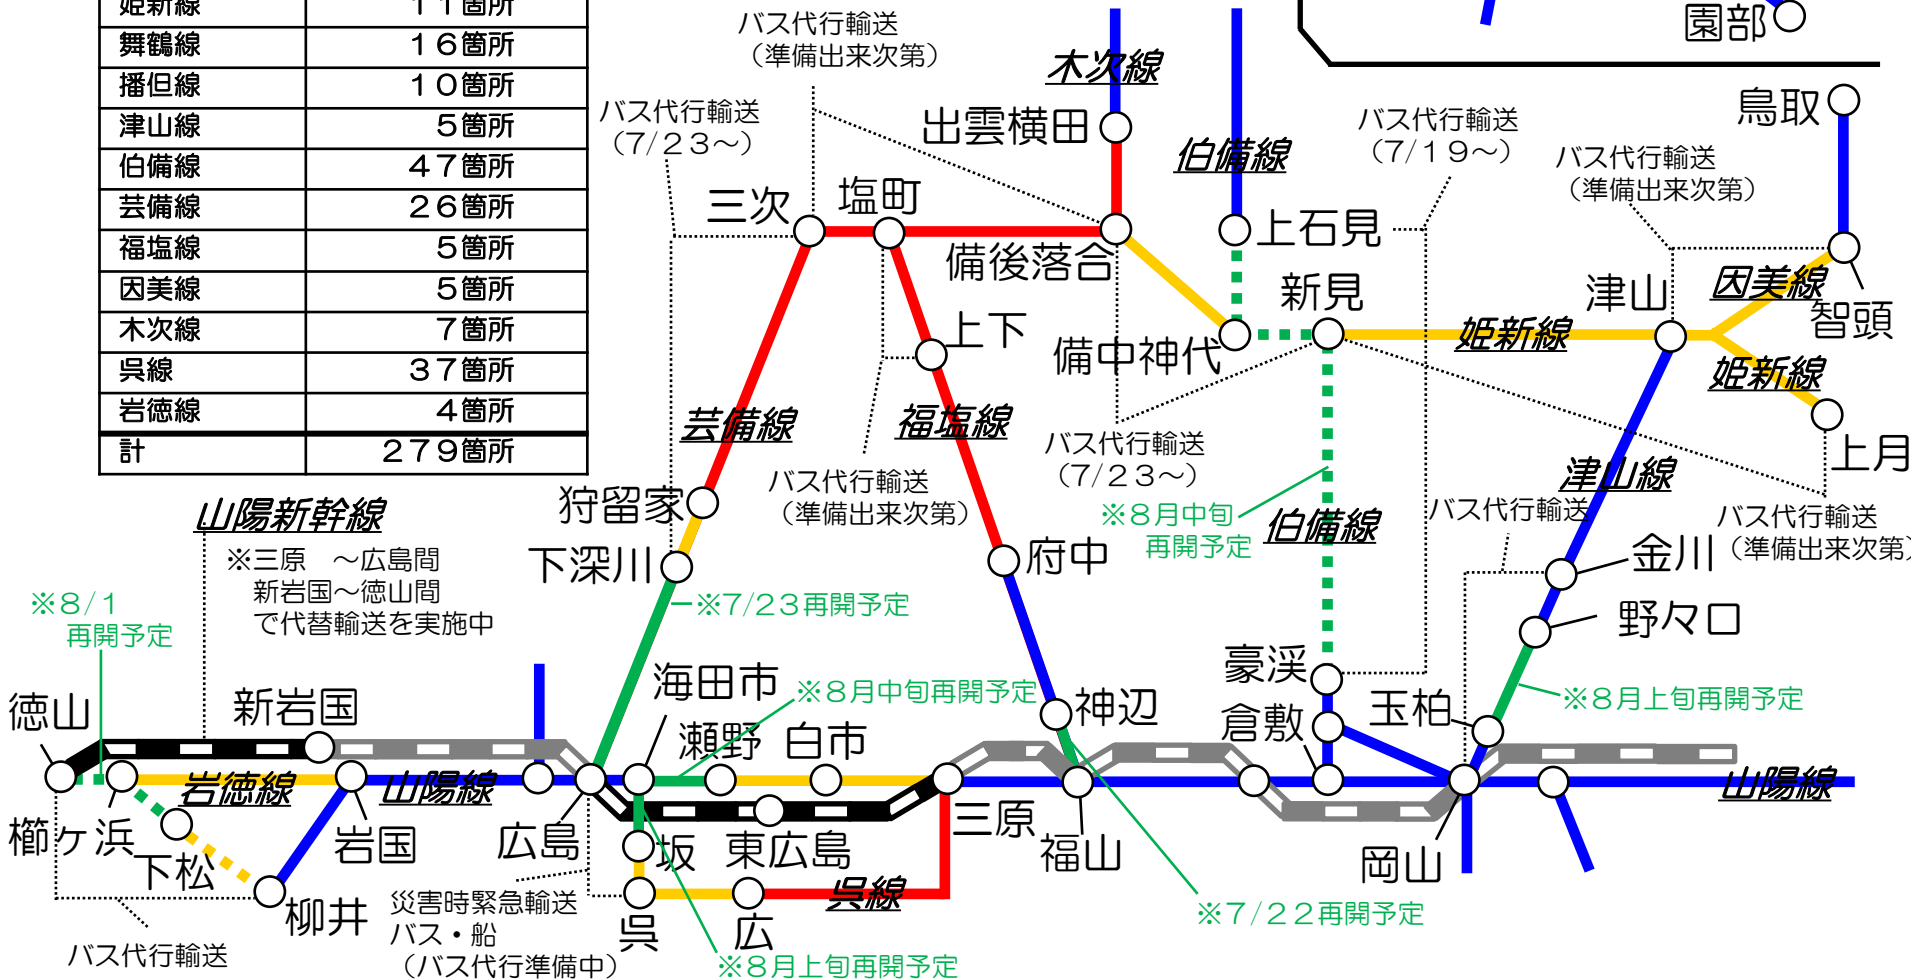 姫新線 11箇所
舞鶴線 16箇所
播但線 10箇所
津山線 5箇所
伯備線 47箇所
芸備線 26箇所
福塩線 5箇所
因美線 5箇所
木次線 7箇所
呉線 37箇所
岩徳線 4箇所
計 279箇所
バス代行輸送
（準備出来次第）
木次線
園部
バス代行輸送
（7/23～）
出雲横田
伯備線
バス代行輸送
（7/19～）
バス代行輸送
（準備出来次第）
鳥取
三次
塩町
備後落合
上石見
新見
津山
因美線
智頭
上下
備中神代
姫新線
姫新線
上月
芸備線
福塩線
バス代行輸送
（7/23～）
バス代行輸送
（準備出来次第）
※8月中旬
再開予定
伯備線
津山線
バス代行輸送
バス代行輸送
（準備出来次第）
山陽新幹線
※三原　～広島間
新岩国～徳山間
で代替輸送を実施中
狩留家
下深川
府中
金川
野々口
※8/1
再開予定
※7/23再開予定
海田市
※8月中旬再開予定
神辺
豪渓
倉敷
玉柏
※8月上旬再開予定
徳山
新岩国
瀬野
白市
岩徳線
山陽線
山陽線
櫛ヶ浜
下松
岩国
広島
坂
東広島
三原
福山
岡山
柳井
災害時緊急輸送
バス・船
（バス代行準備中）
呉
広
呉線
※7/22再開予定
バス代行輸送
※8月上旬再開予定